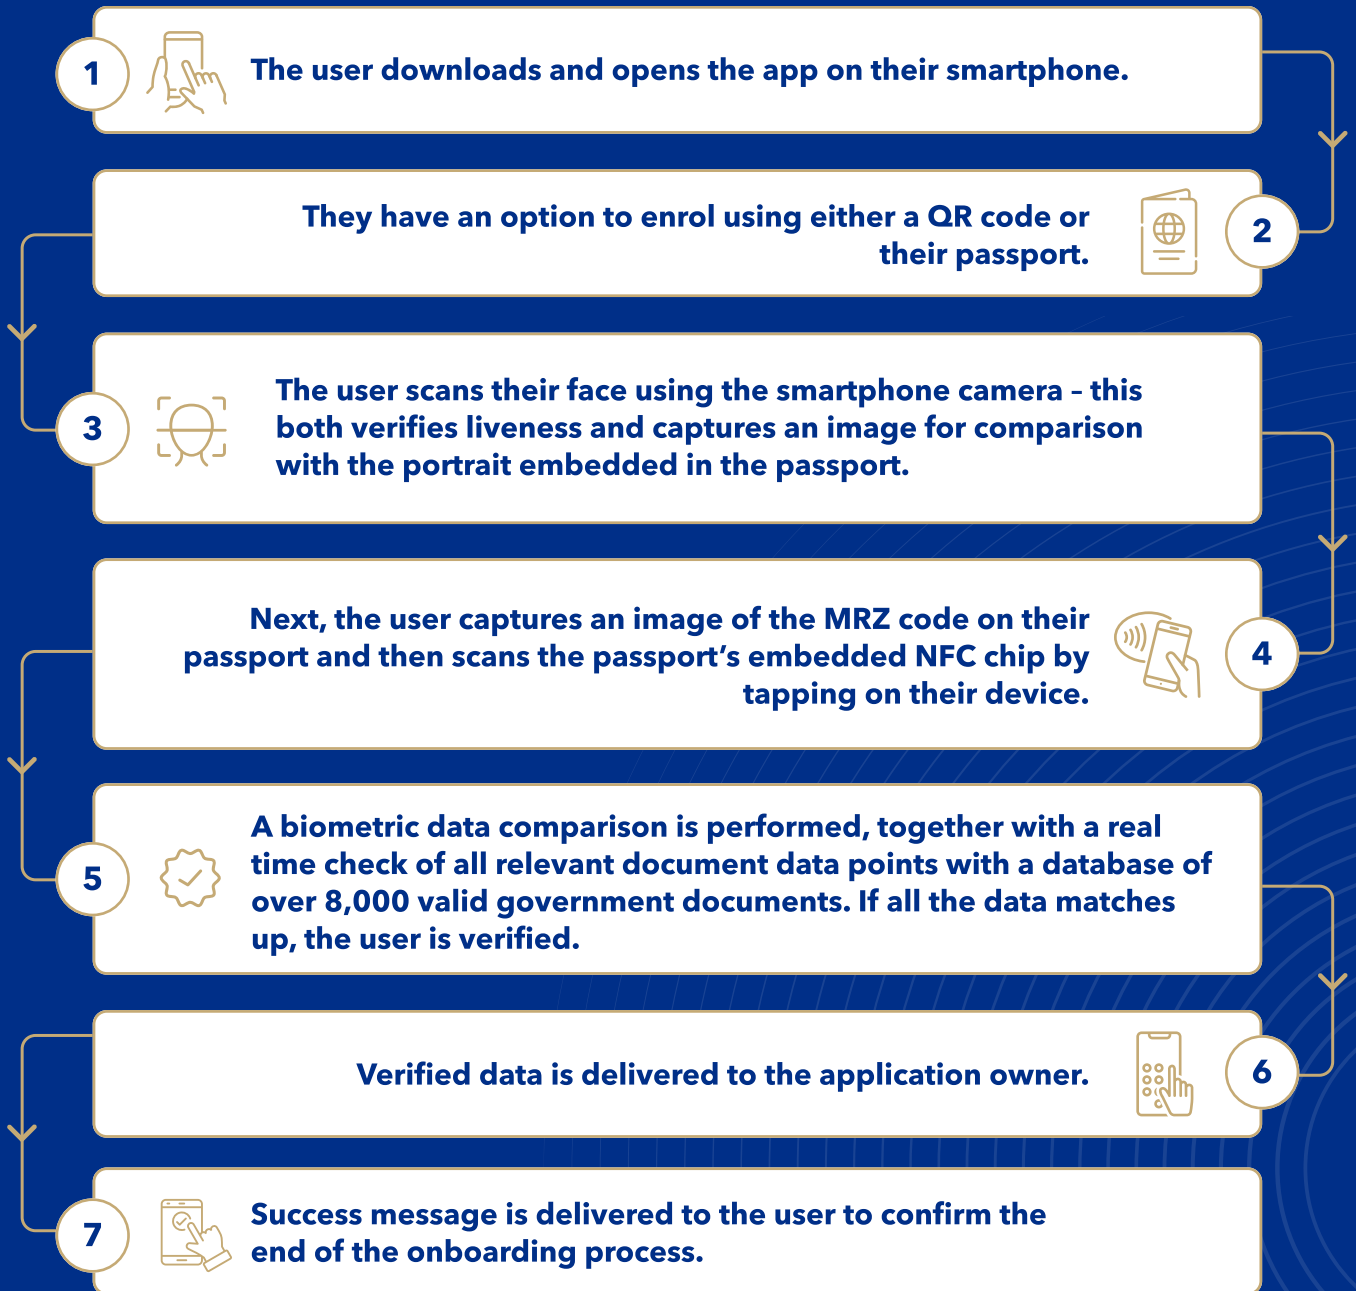 1
The user downloads and opens the app on their smartphone.
They have an option to enrol using either a QR code or
their passport.
2
3
The user scans their face using the smartphone camera – this
both verifies liveness and captures an image for comparison
with the portrait embedded in the passport.
Next, the user captures an image of the MRZ code on their
passport and then scans the passport’s embedded NFC chip by
tapping on their device.
4
5
A biometric data comparison is performed, together with a real
time check of all relevant document data points with a database of
over 8,000 valid government documents. If all the data matches
up, the user is verified.
Verified data is delivered to the application owner.
6
7
Success message is delivered to the user to confirm the
end of the onboarding process.